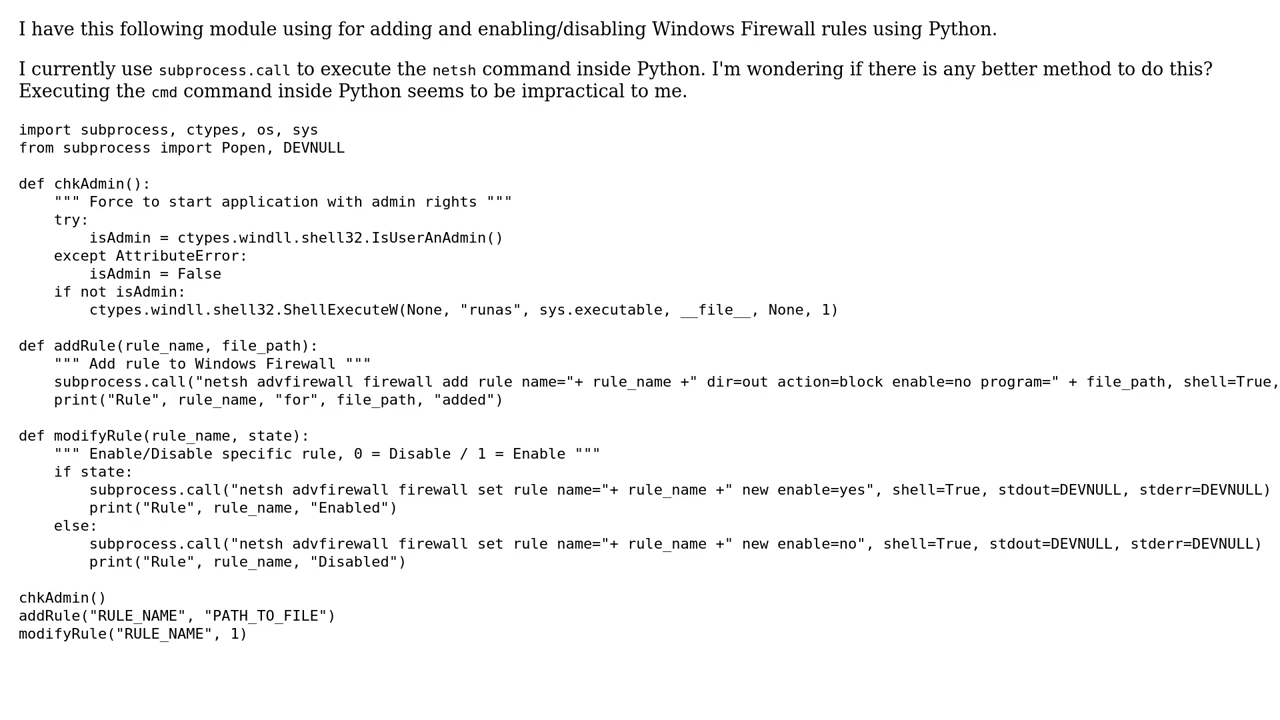 I have this following module using for adding and enabling/disabling Windows Firewall rules using Python.
I currently use subprocess.call to execute the netsh command inside Python. I'm wondering if there is any better method to do this?
Executing the cmd command inside Python seems to be impractical to me.
import subprocess, ctypes, os, sys
from subprocess import Popen, DEVNULL
def chkAdmin():
    """ Force to start application with admin rights """
    try:
        isAdmin = ctypes.windll.shell32.IsUserAnAdmin()
    except AttributeError:
        isAdmin = False
    if not isAdmin:
        ctypes.windll.shell32.ShellExecuteW(None, "runas", sys.executable, __file__, None, 1)
def addRule(rule_name, file_path):
    """ Add rule to Windows Firewall """
    subprocess.call("netsh advfirewall firewall add rule name="+ rule_name +" dir=out action=block enable=no program=" + file_path, shell=True,
    print("Rule", rule_name, "for", file_path, "added")
def modifyRule(rule_name, state):
    """ Enable/Disable specific rule, 0 = Disable / 1 = Enable """
    if state:
        subprocess.call("netsh advfirewall firewall set rule name="+ rule_name +" new enable=yes", shell=True, stdout=DEVNULL, stderr=DEVNULL)
        print("Rule", rule_name, "Enabled")
    else:
        subprocess.call("netsh advfirewall firewall set rule name="+ rule_name +" new enable=no", shell=True, stdout=DEVNULL, stderr=DEVNULL)
        print("Rule", rule_name, "Disabled")
chkAdmin()
addRule("RULE_NAME", "PATH_TO_FILE")
modifyRule("RULE_NAME", 1)